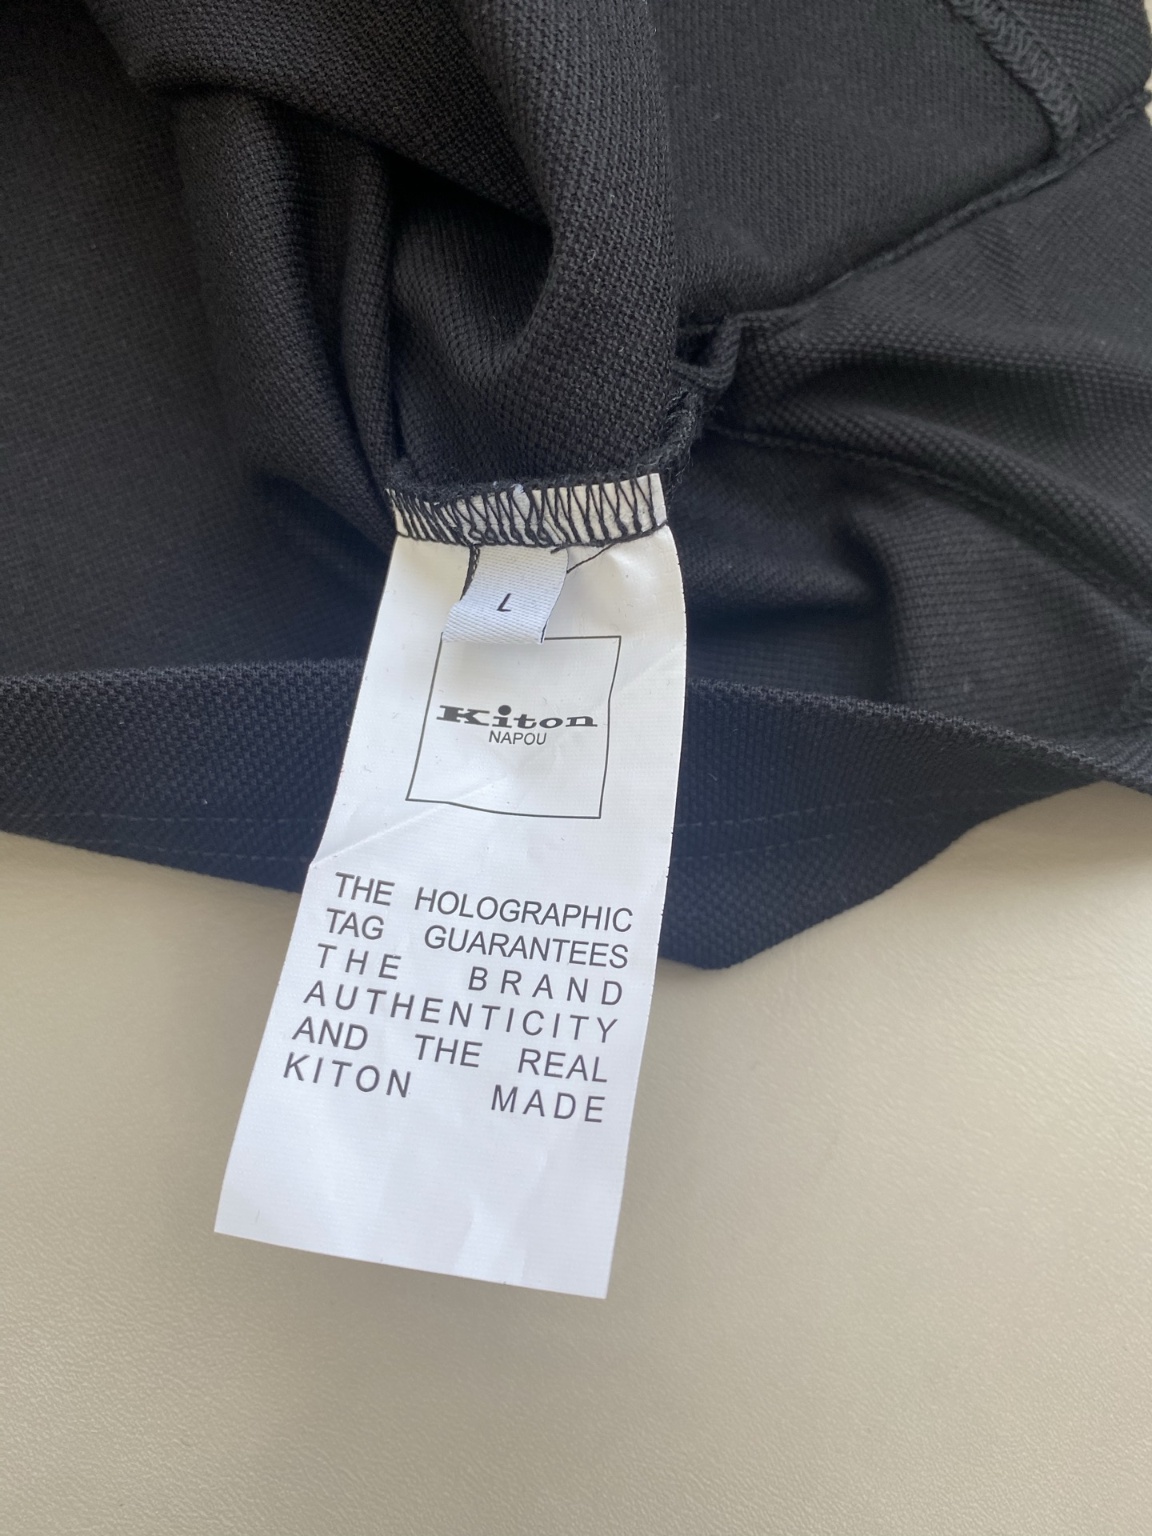 L
Kiton
NAPOU
THE HOLOGRAPHIC
TAG GUARANTEES
THE BRAND
AUTHENTICITY
AND THE REAL
KITON MADE